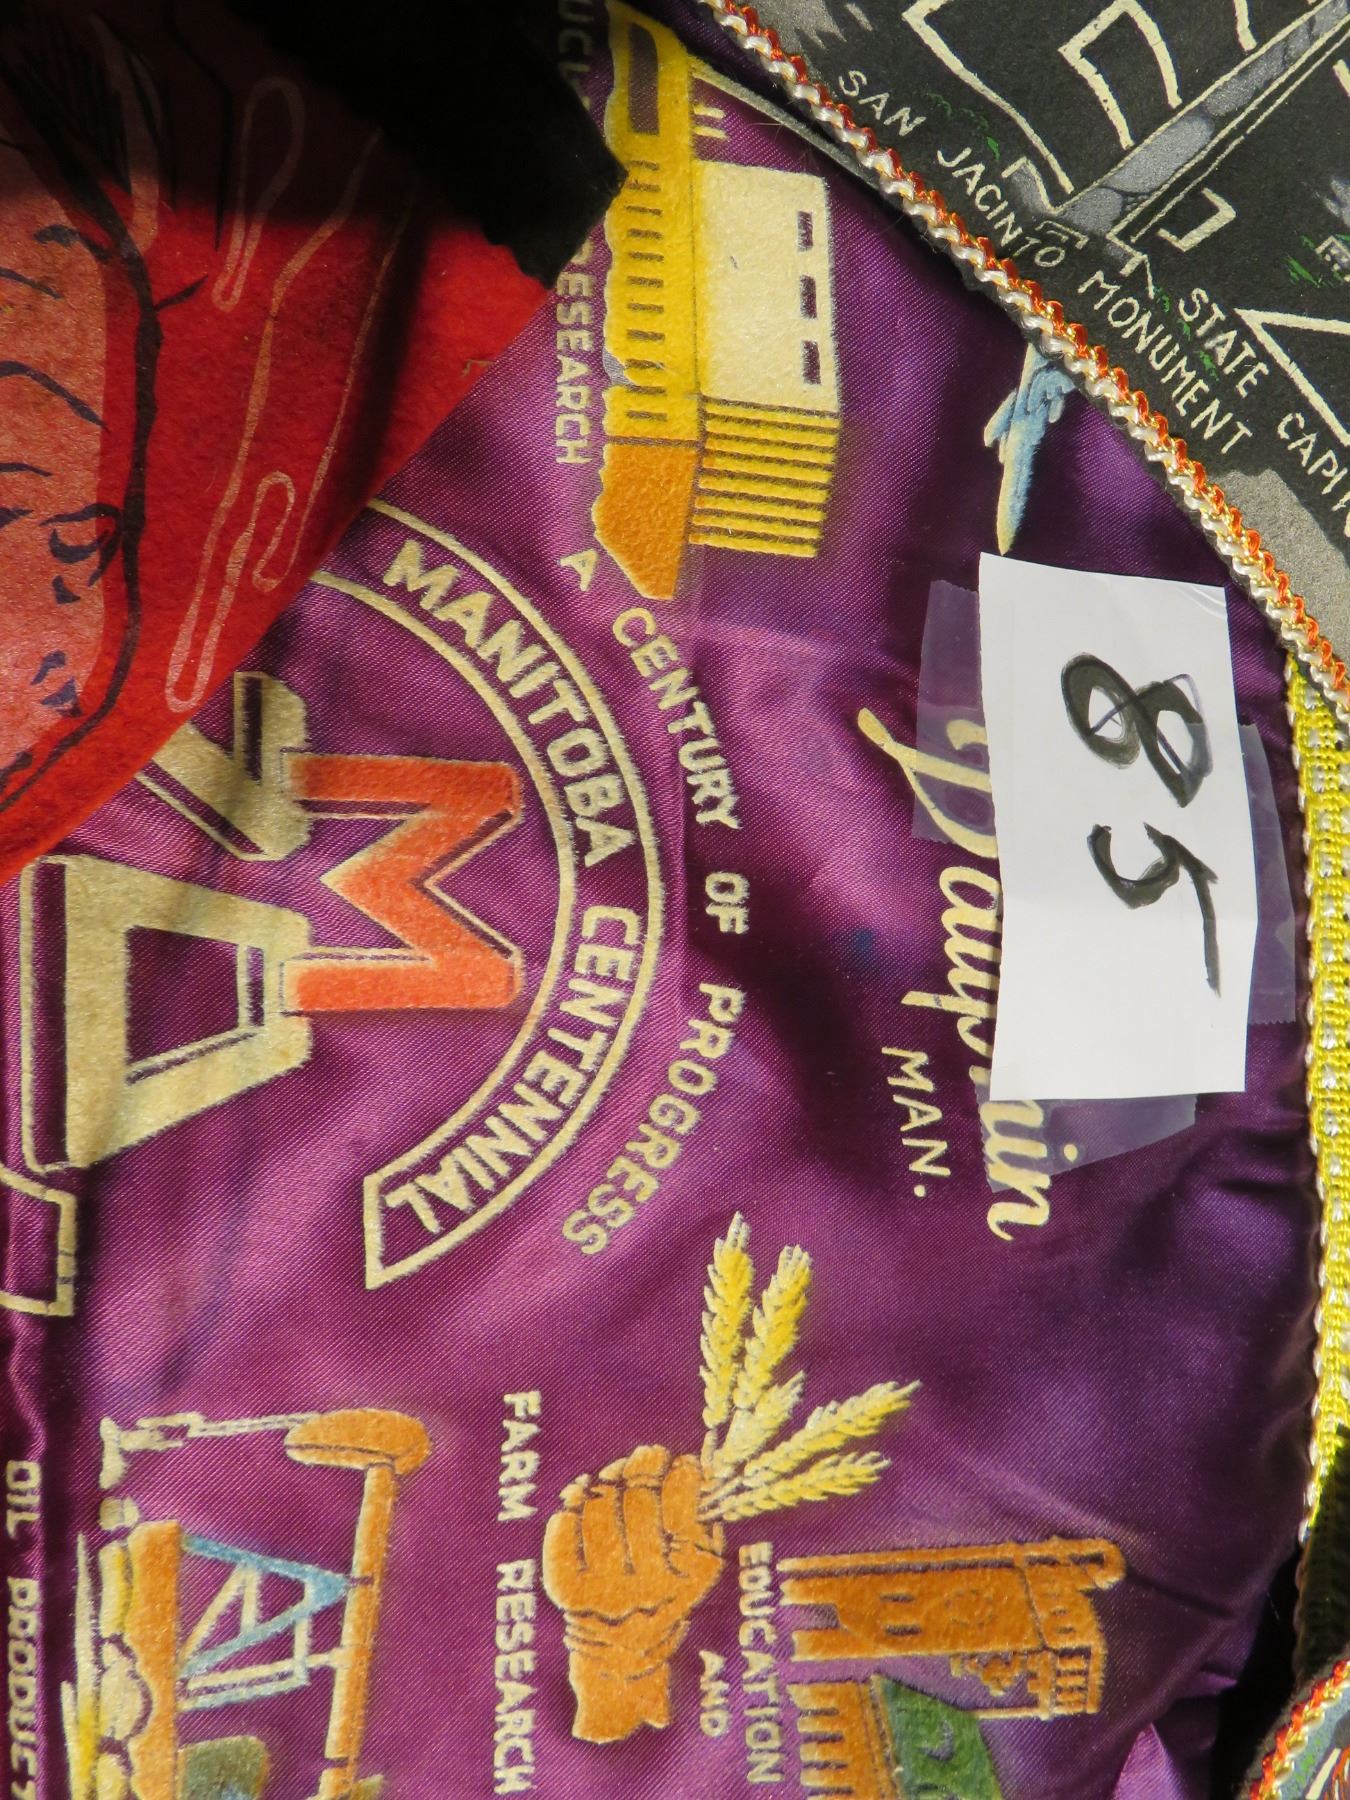 SAN JACINTO MONUMENT
STATE
85
MAN.
A CENTURY OF PROGRESS
MANITOBA CENTENNIAL
M
RESEARCH
FARM RESEARCH
EDUCATION
AND
OIL